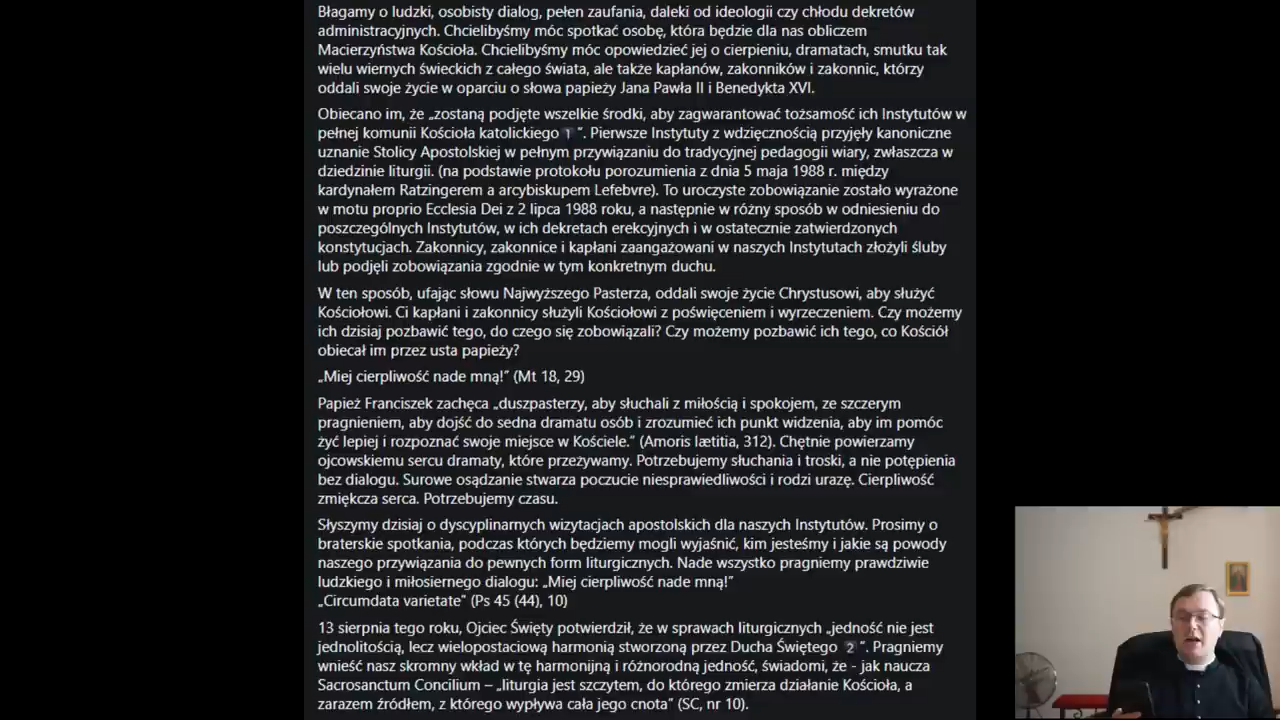 Błagamy o ludzki, osobisty dialog, pełen zaufania, daleki od ideologii czy chłodu dekretów
administracyjnych. Chcielibyśmy móc spotkać osobę, która będzie dla nas obliczem
Macierzyństwa Kościoła. Chcielibyśmy móc opowiedzieć jej o cierpieniu, dramatach, smutku tak
wielu wiernych świeckich z całego świata, ale także kapłanów, zakonników i zakonnic, którzy
oddali swoje życie w oparciu o słowa papieży Jana Pawła II i Benedykta XVI.
Obiecano im, że „zostaną podjęte wszelkie środki, aby zagwarantować tożsamość ich Instytutów w
pełnej komunii Kościoła katolickiego 1 “. Pierwsze Instytuty z wdzięcznością przyjęły kanoniczne
uznanie Stolicy Apostolskiej w pełnym przywiązaniu do tradycyjnej pedagogii wiary, zwłaszcza w
dziedzinie liturgii. (na podstawie protokołu porozumienia z dnia 5 maja 1988 r. między
kardynałem Ratzingerem a arcybiskupem Lefebvre). To uroczyste zobowiązanie zostało wyrażone
w motu proprio Ecclesia Dei z 2 lipca 1988 roku, a następnie w różny sposób w odniesieniu do
poszczególnych Instytutów, w ich dekretach erekcyjnych i w ostatecznie zatwierdzonych
konstytucjach. Zakonnicy, zakonnice i kapłani zaangażowani w naszych Instytutach złożyli śluby
lub podjęli zobowiązania zgodnie w tym konkretnym duchu.
W ten sposób, ufając słowu Najwyższego Pasterza, oddali swoje życie Chrystusowi, aby służyć
Kościołowi. Ci kapłani i zakonnicy służyli Kościołowi z poświęceniem i wyrzeczeniem. Czy możemy
ich dzisiaj pozbawić tego, do czego się zobowiązali? Czy możemy pozbawić ich tego, co Kościół
obiecał im przez usta papieży?
„Miej cierpliwość nade mną!” (Mt 18, 29)
Papież Franciszek zachęca „duszpasterzy, aby słuchali z miłością i spokojem, ze szczerym
pragnieniem, aby dojść do sedna dramatu osób i zrozumieć ich punkt widzenia, aby im pomóc
żyć lepiej i rozpoznać swoje miejsce w Kościele.“ (Amoris lætitia, 312). Chętnie powierzamy
ojcowskiemu sercu dramaty, które przeżywamy. Potrzebujemy słuchania i troski, a nie potępienia
bez dialogu. Surowe osądzanie stwarza poczucie niesprawiedliwości i rodzi urazę. Cierpliwość
zmiękcza serca. Potrzebujemy czasu.
Słyszymy dzisiaj o dyscyplinarnych wizytacjach apostolskich dla naszych Instytutów. Prosimy o
braterskie spotkania, podczas których będziemy mogli wyjaśnić, kim jesteśmy i jakie są powody
naszego przywiązania do pewnych form liturgicznych. Nade wszystko pragniemy prawdziwie
ludzkiego i miłosiernego dialogu: „Miej cierpliwość nade mną!”
„Circumdata varietate“ (Ps 45 (44), 10)
13 sierpnia tego roku, Ojciec Święty potwierdził, że w sprawach liturgicznych „jedność nie jest
jednolitością, lecz wielopostaciową harmonią stworzoną przez Ducha Świętego 2 “. Pragniemy
wnieść nasz skromny wkład w tę harmonijną i różnorodną jedność, świadomi, że - jak naucza
Sacrosanctum Concilium – „liturgia jest szczytem, do którego zmierza działanie Kościoła, a
zarazem źródłem, z którego wypływa cała jego cnota” (SC, nr 10).